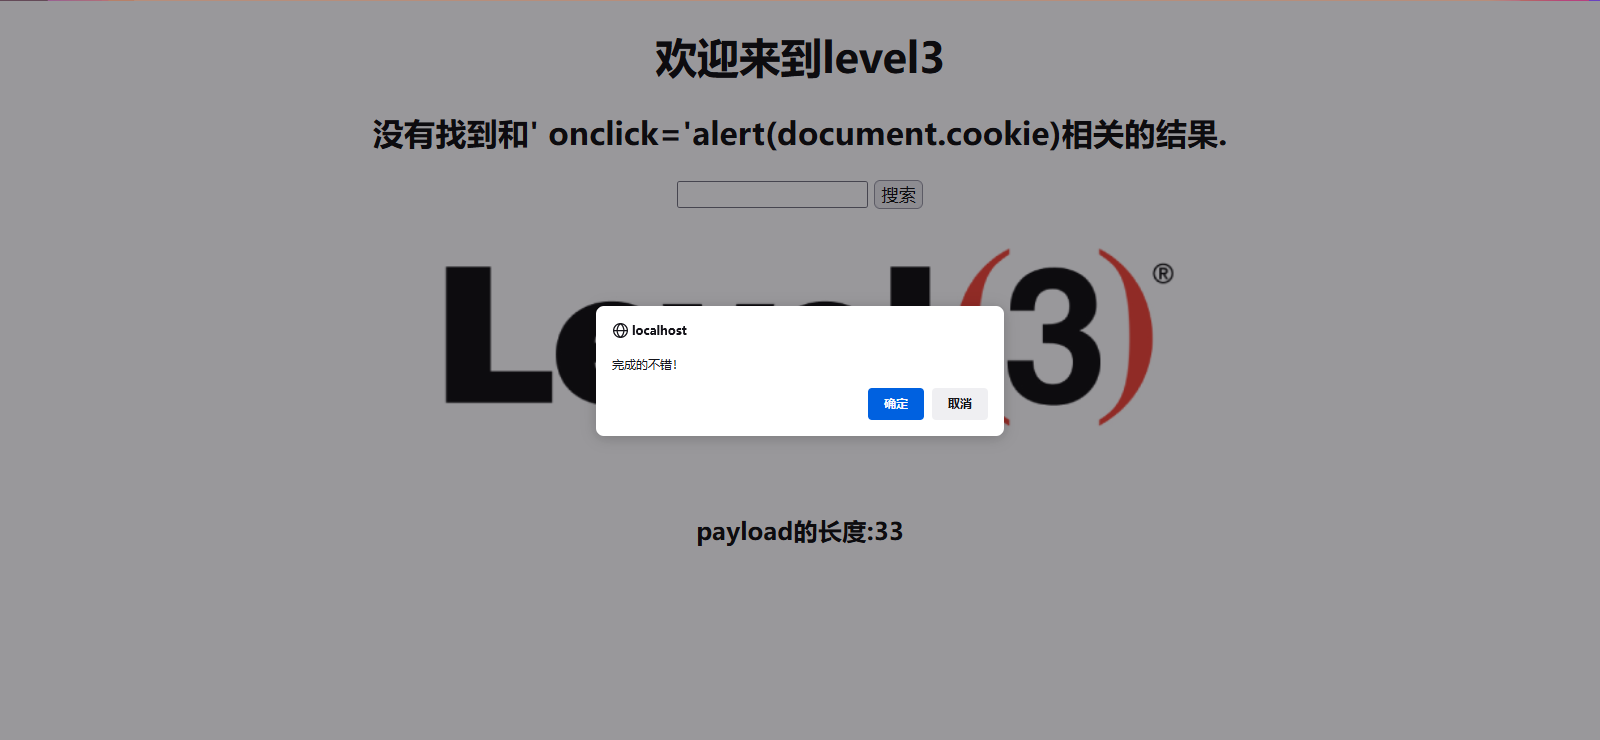 欢迎来到level3
没有找到和' onclick='alert(document.cookie)相关的结果.
搜索
Level(3)®
localhost
完成的不错！
确定 取消
payload的长度:33